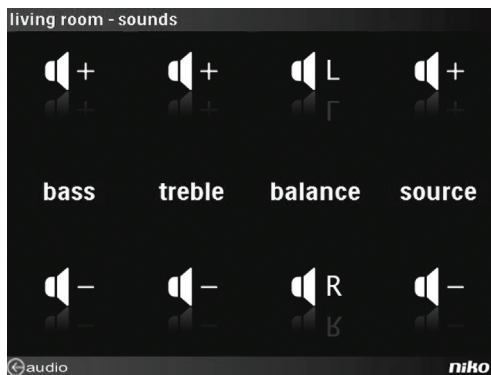 living room - sounds
+ + L +
bass treble balance source
- - R -
audio niko